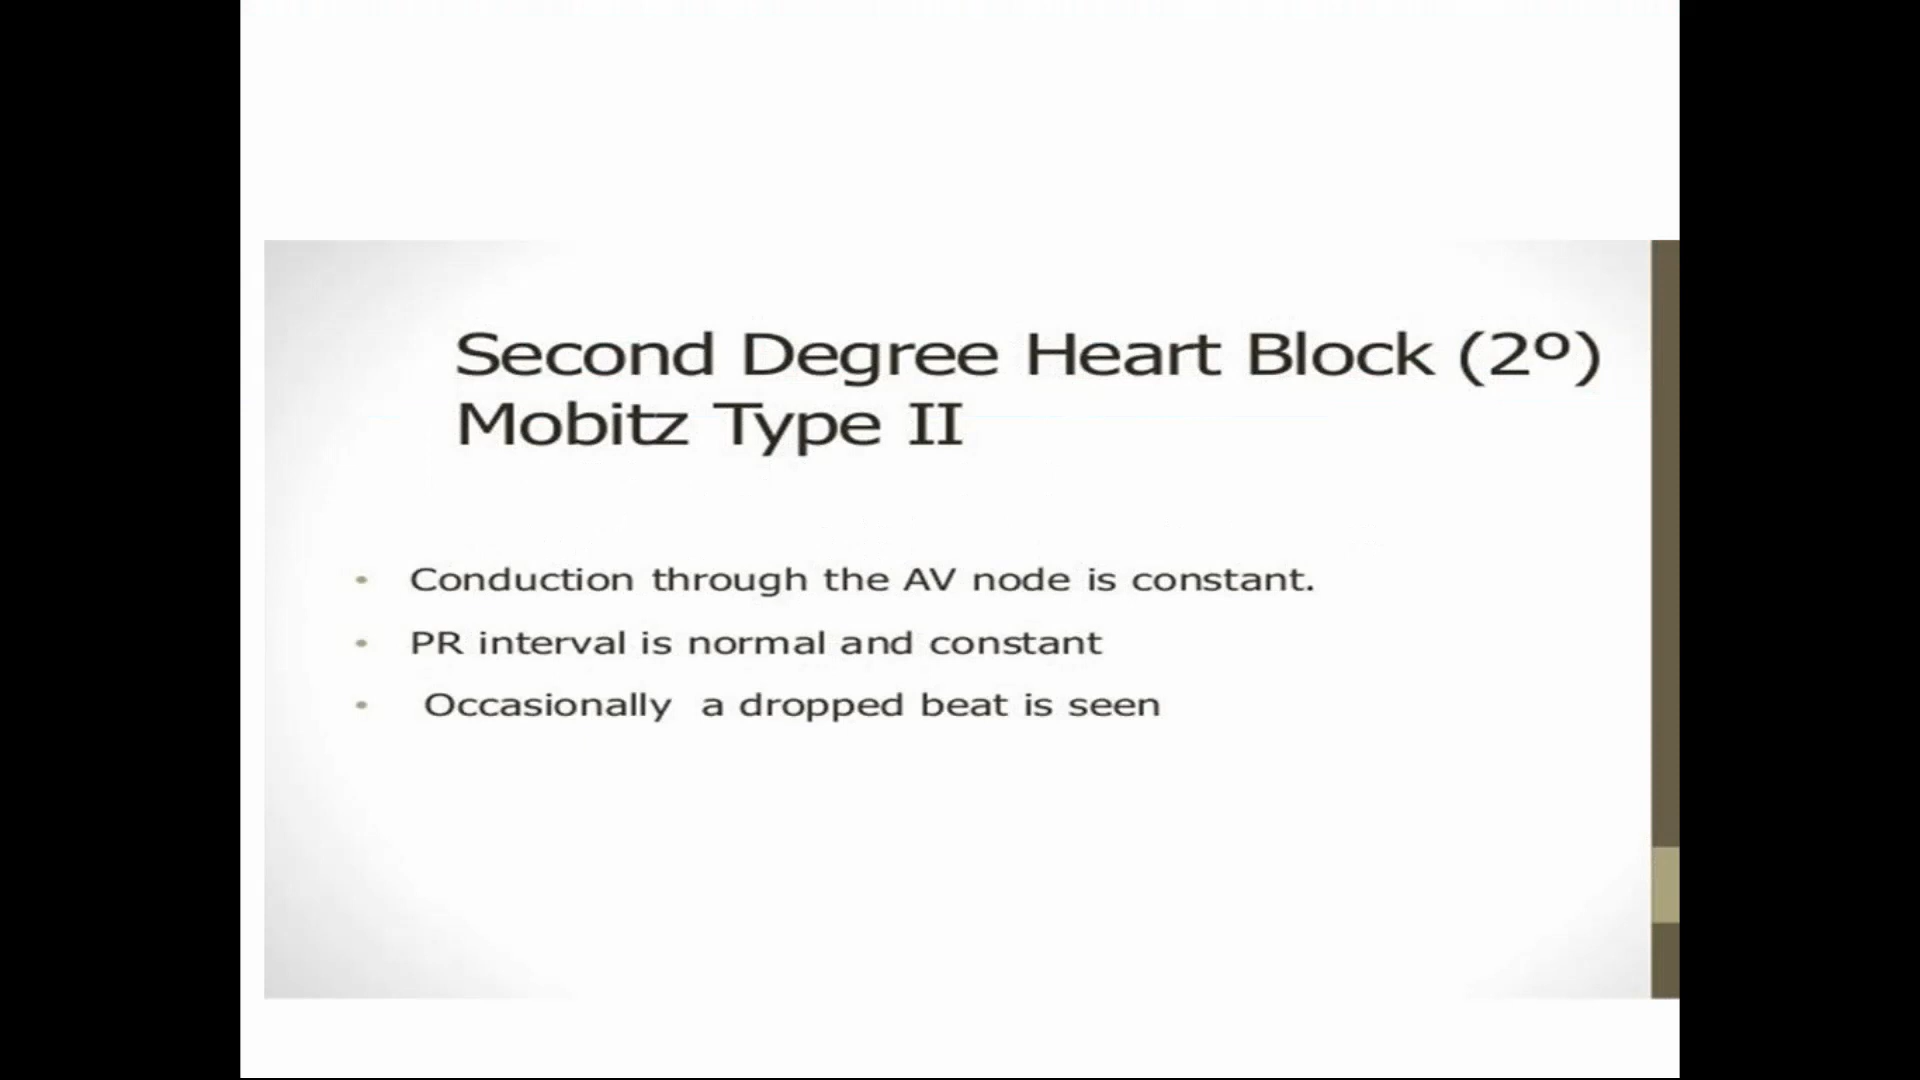 Second Degree Heart Block (2º)
Mobitz Type II
• Conduction through the AV node is constant.
• PR interval is normal and constant
• Occasionally a dropped beat is seen